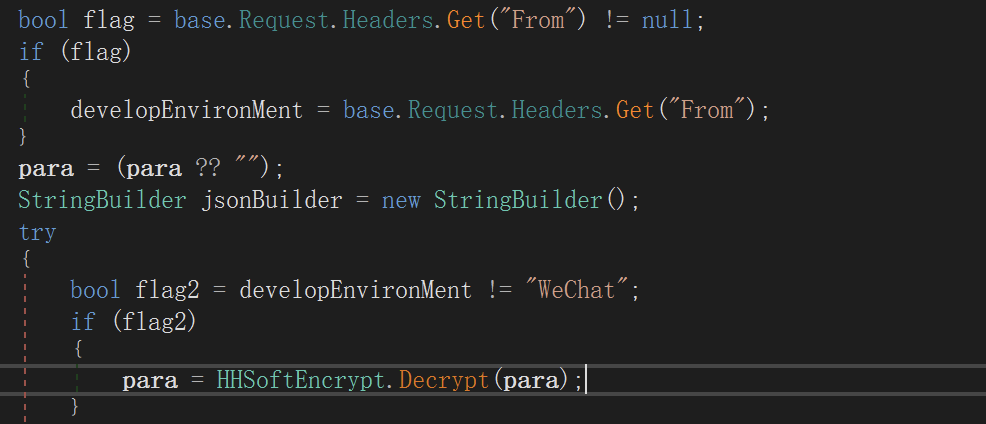 bool flag = base.Request.Headers.Get("From") != null;
if (flag)
{
    developEnvironMent = base.Request.Headers.Get("From");
}
para = (para ?? "");
StringBuilder jsonBuilder = new StringBuilder();
try
{
    bool flag2 = developEnvironMent != "WeChat";
    if (flag2)
    {
        para = HHSoftEncrypt.Decrypt(para);
    }